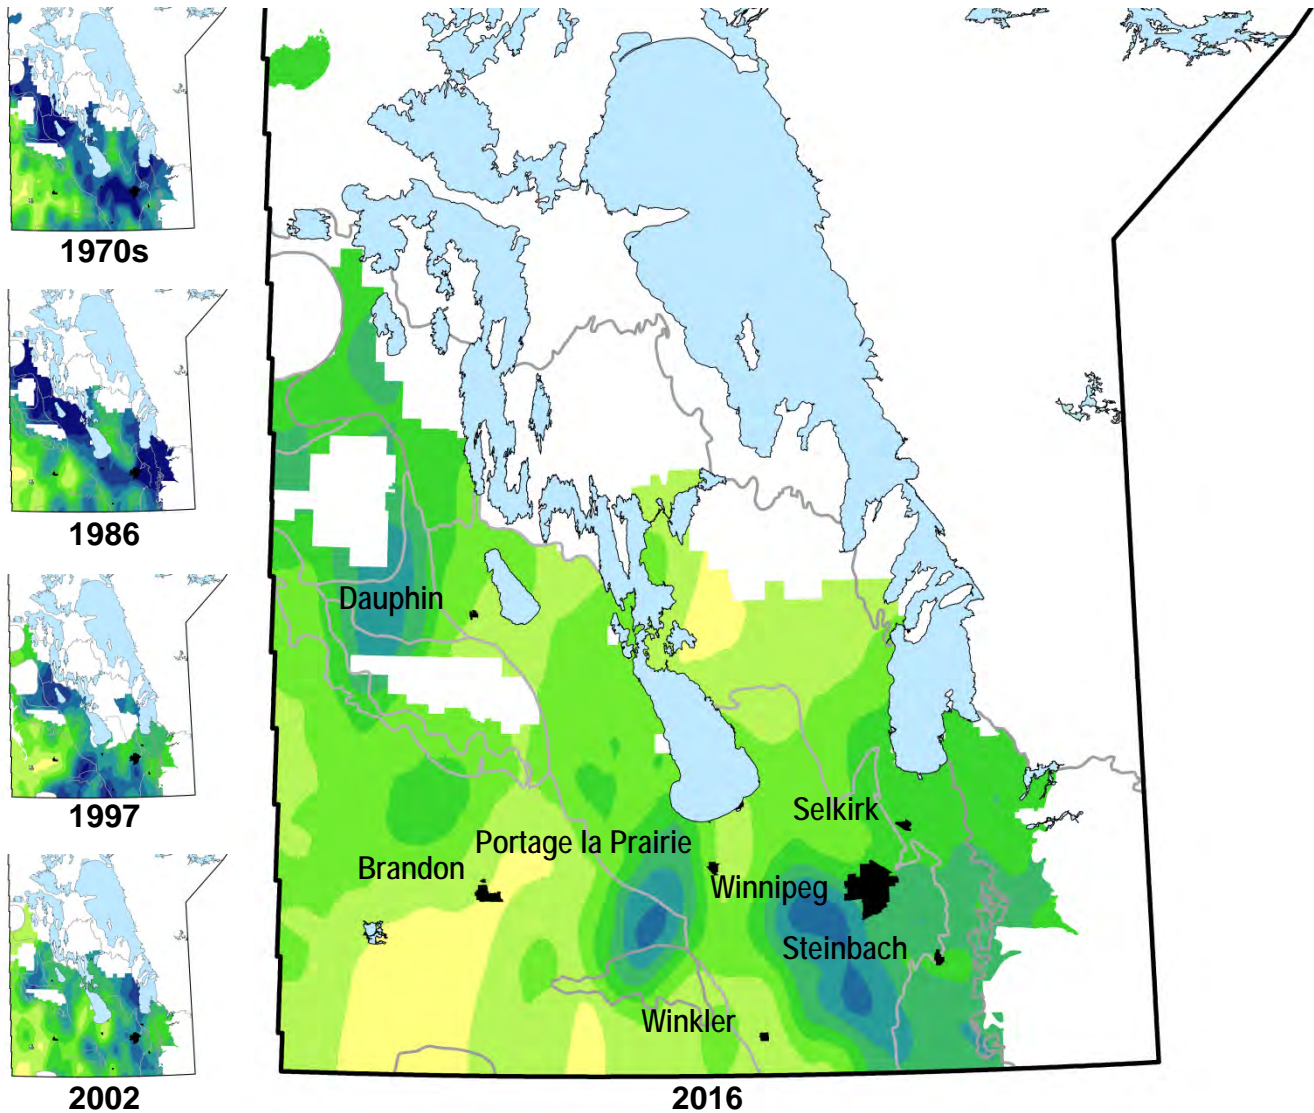 1970s
1986
1997
2002
Dauphin
Selkirk
Portage la Prairie
Brandon
Winnipeg
Steinbach
Winkler
2016